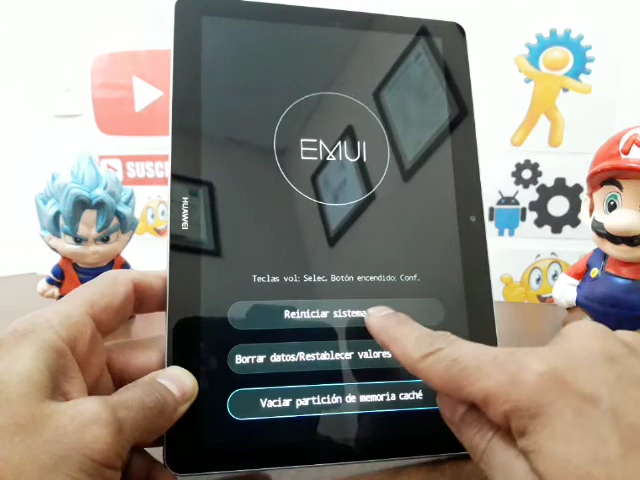 SUSC
HUAWEI
EMUI
Teclas vol: Selec. Botón encendido: Conf.
Reiniciar sistema
Borrar datos/Restablecer valores
Vaciar partición de memoria caché